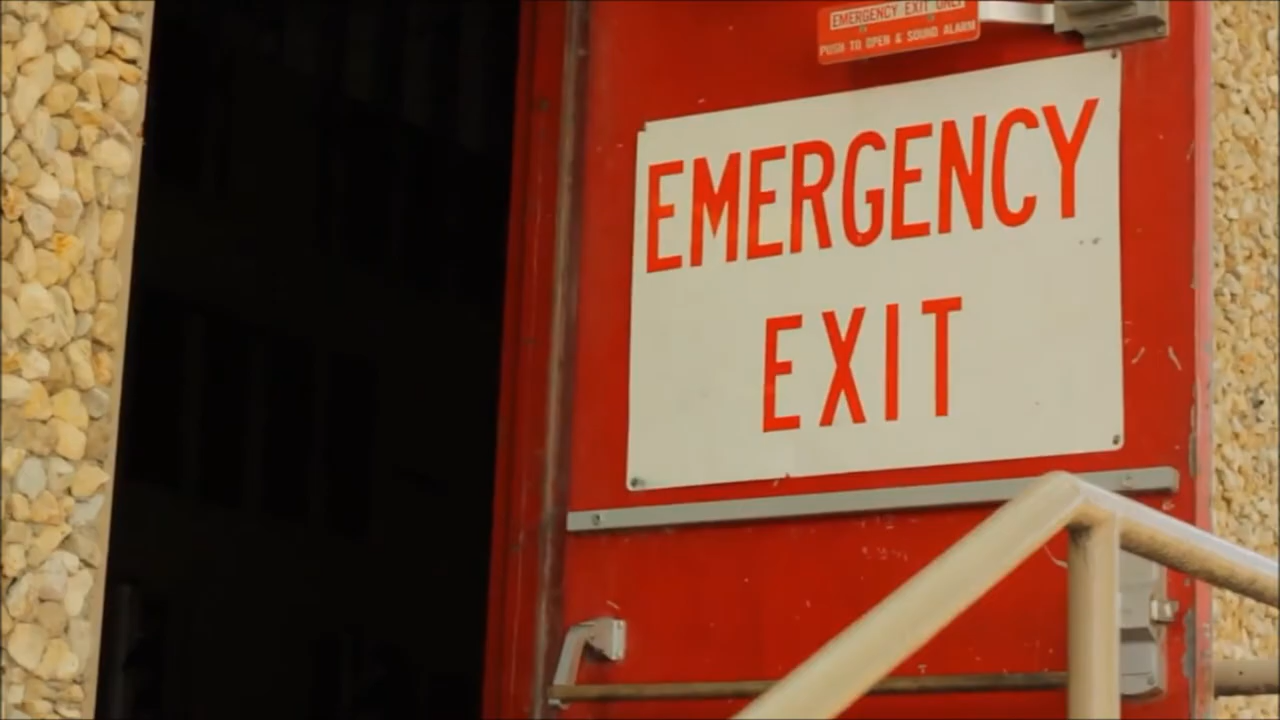 EMERGENCY EXIT ONLY
PUSH TO OPEN & SOUND ALARM
EMERGENCY
EXIT